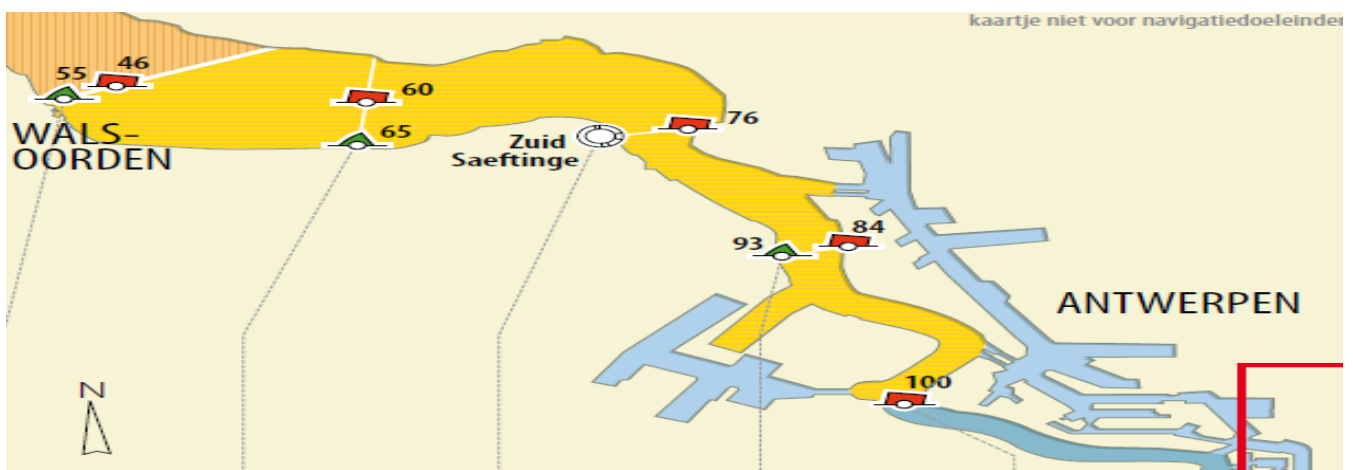 kaartje niet voor navigatiedoeleinden
55
46
60
65
76
WALS-
OORDEN
Zuid
Saeftinge
93
84
ANTWERPEN
100
N